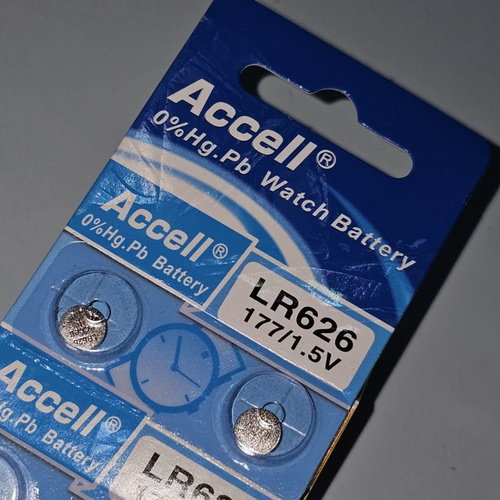 Accell®
0%Hg.Pb Watch Battery
Accell®
0%Hg.Pb Battery
LR626
177/1.5V
Accell®
%Hg.Pb Battery
LR62